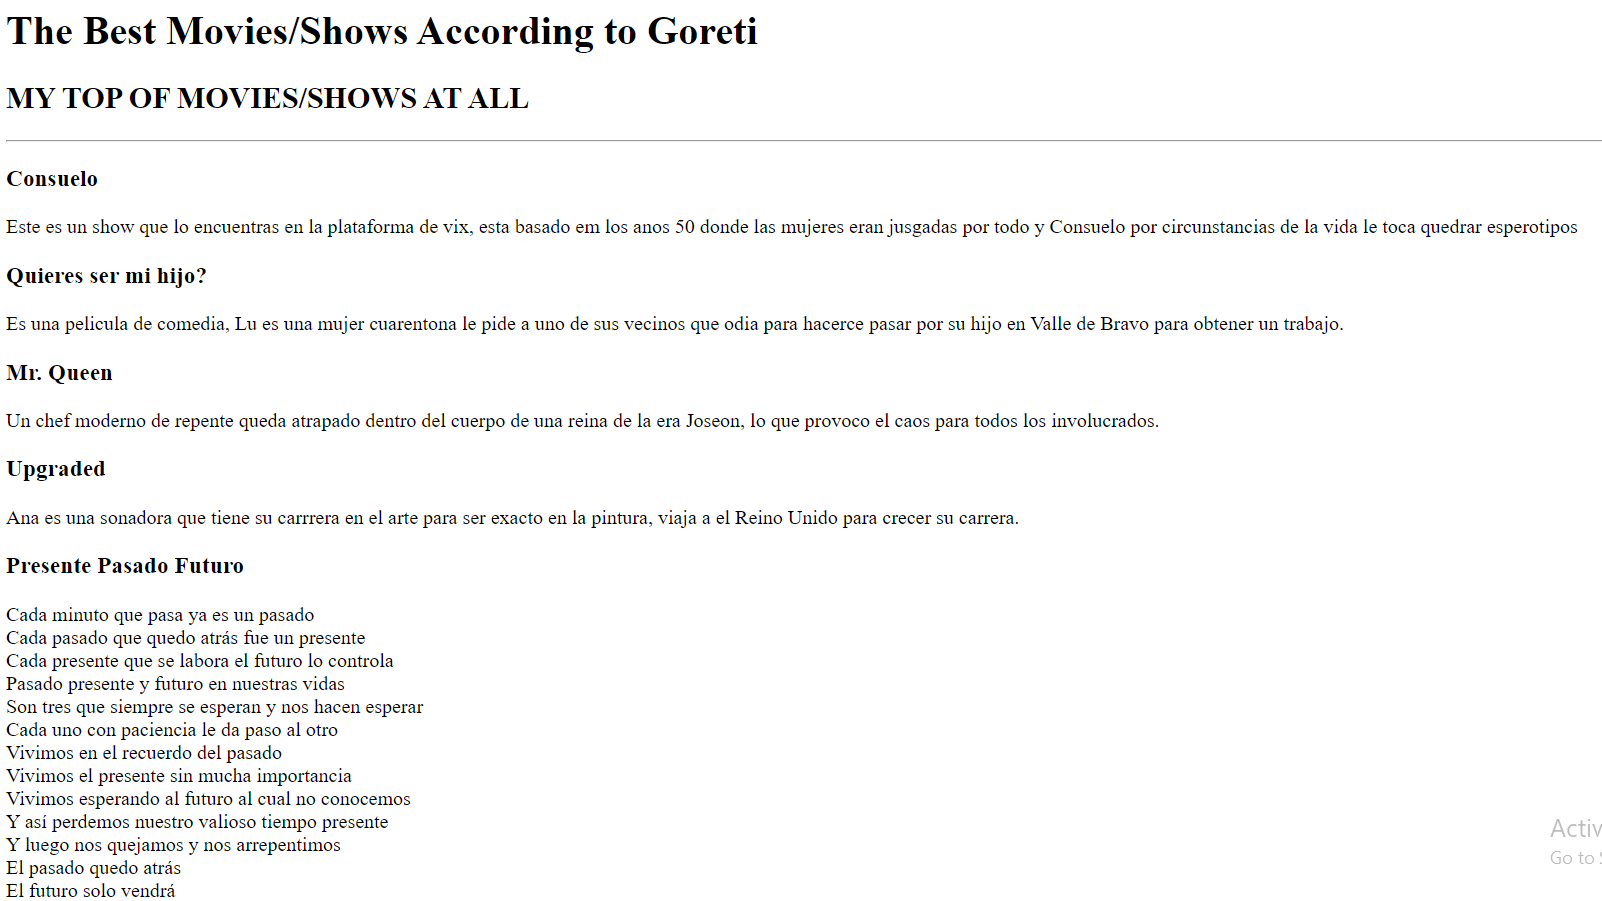 The Best Movies/Shows According to Goreti
MY TOP OF MOVIES/SHOWS AT ALL
Consuelo
Este es un show que lo encuentras en la plataforma de vix, esta basado em los anos 50 donde las mujeres eran jusgadas por todo y Consuelo por circunstancias de la vida le toca quedrar esperotipos
Quieres ser mi hijo?
Es una pelicula de comedia, Lu es una mujer cuarentona le pide a uno de sus vecinos que odia para hacerce pasar por su hijo en Valle de Bravo para obtener un trabajo.
Mr. Queen
Un chef moderno de repente queda atrapado dentro del cuerpo de una reina de la era Joseon, lo que provoco el caos para todos los involucrados.
Upgraded
Ana es una sonadora que tiene su carrrera en el arte para ser exacto en la pintura, viaja a el Reino Unido para crecer su carrera.
Presente Pasado Futuro
Cada minuto que pasa ya es un pasado
Cada pasado que quedo atrás fue un presente
Cada presente que se labora el futuro lo controla
Pasado presente y futuro en nuestras vidas
Son tres que siempre se esperan y nos hacen esperar
Cada uno con paciencia le da paso al otro
Vivimos en el recuerdo del pasado
Vivimos el presente sin mucha importancia
Vivimos esperando al futuro al cual no conocemos
Y así perdemos nuestro valioso tiempo presente
Activ
Y luego nos quejamos y nos arrepentimos
Go to S
El pasado quedo atrás
El futuro solo vendrá